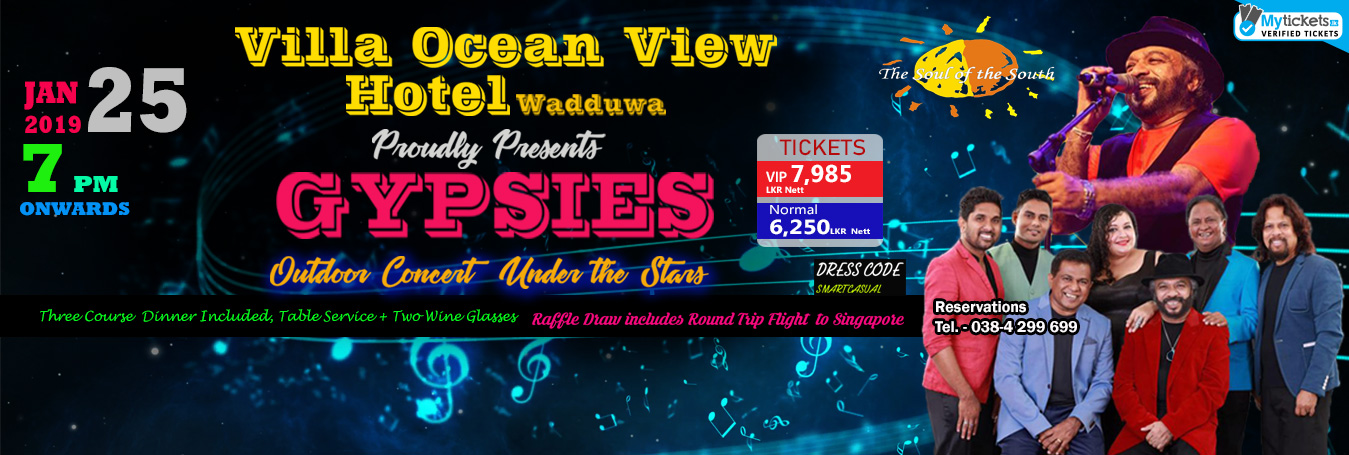 JAN 25
2019
7 PM
ONWARDS
Villa Ocean View
Hotel Wadduwa
Proudly Presents
GYPSIES
Outdoor Concert Under the Stars
The Soul of the South
Mytickets.lk
VERIFIED TICKETS
TICKETS
VIP 7,985
LKR Nett
Normal
6,250 LKR Nett
DRESS CODE
SMARTCASUAL
Three Course Dinner Included, Table Service + Two Wine Glasses
Raffle Draw includes Round Trip Flight to Singapore
Reservations
Tel. - 038-4 299 699